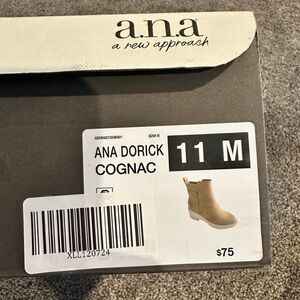 a.n.a
a new approach
ANA DORICK
COGNAC
11 M
XLL120724
$75